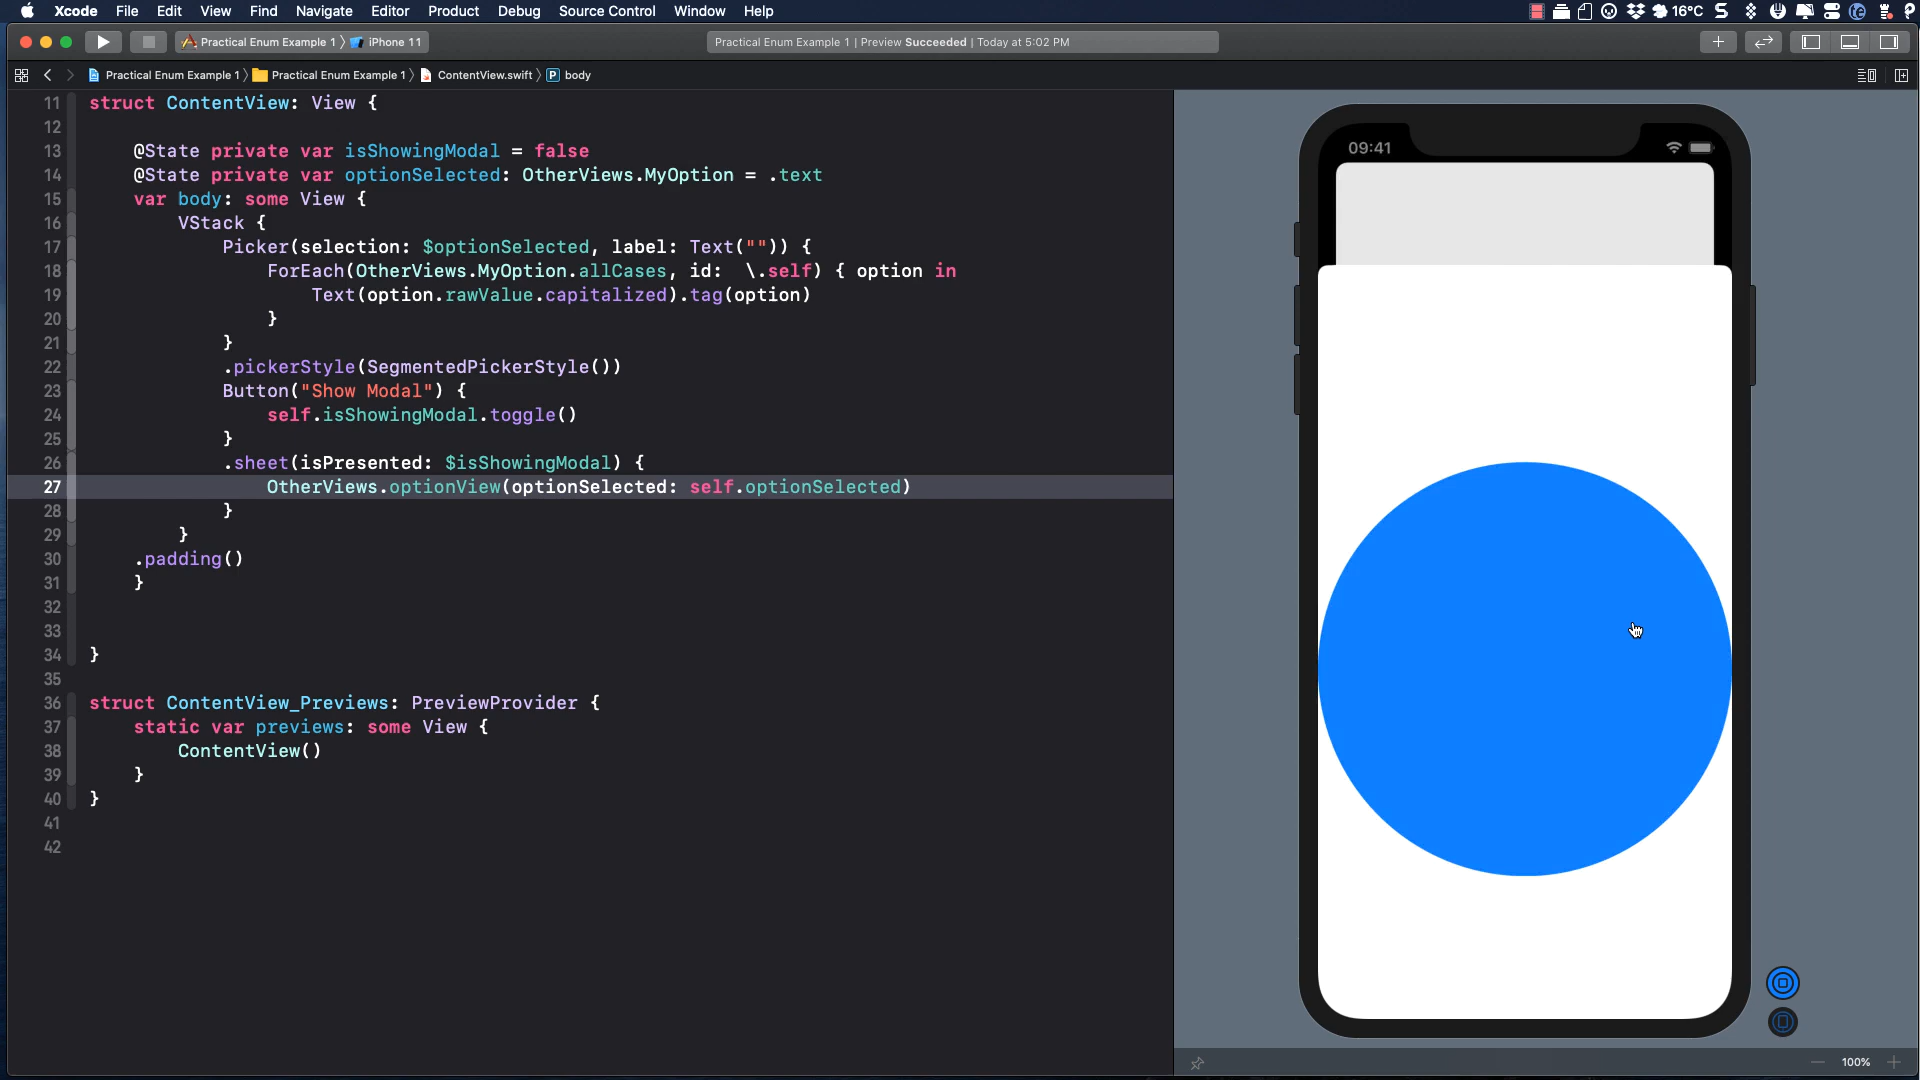 Xcode File Edit View Find Navigate Editor Product Debug Source Control Window Help 16°C
Practical Enum Example 1 iPhone 11 Practical Enum Example 1 | Preview Succeeded | Today at 5:02 PM
Practical Enum Example 1 Practical Enum Example 1 ContentView.swift P body
11 struct ContentView: View {
12
13 @State private var isShowingModal = false
14 @State private var optionSelected: OtherViews.MyOption = .text
15 var body: some View {
16 VStack {
17 Picker(selection: $optionSelected, label: Text("")) {
18 ForEach(OtherViews.MyOption.allCases, id: \.self) { option in
19 Text(option.rawValue.capitalized).tag(option)
20 }
21 }
22 .pickerStyle(SegmentedPickerStyle())
23 Button("Show Modal") {
24 self.isShowingModal.toggle()
25 }
26 .sheet(isPresented: $isShowingModal) {
27 OtherViews.optionView(optionSelected: self.optionSelected)
28 }
29 }
30 .padding()
31 }
32
33
34 }
35
36 struct ContentView_Previews: PreviewProvider {
37 static var previews: some View {
38 ContentView()
39 }
40 }
41
42
09:41
100%